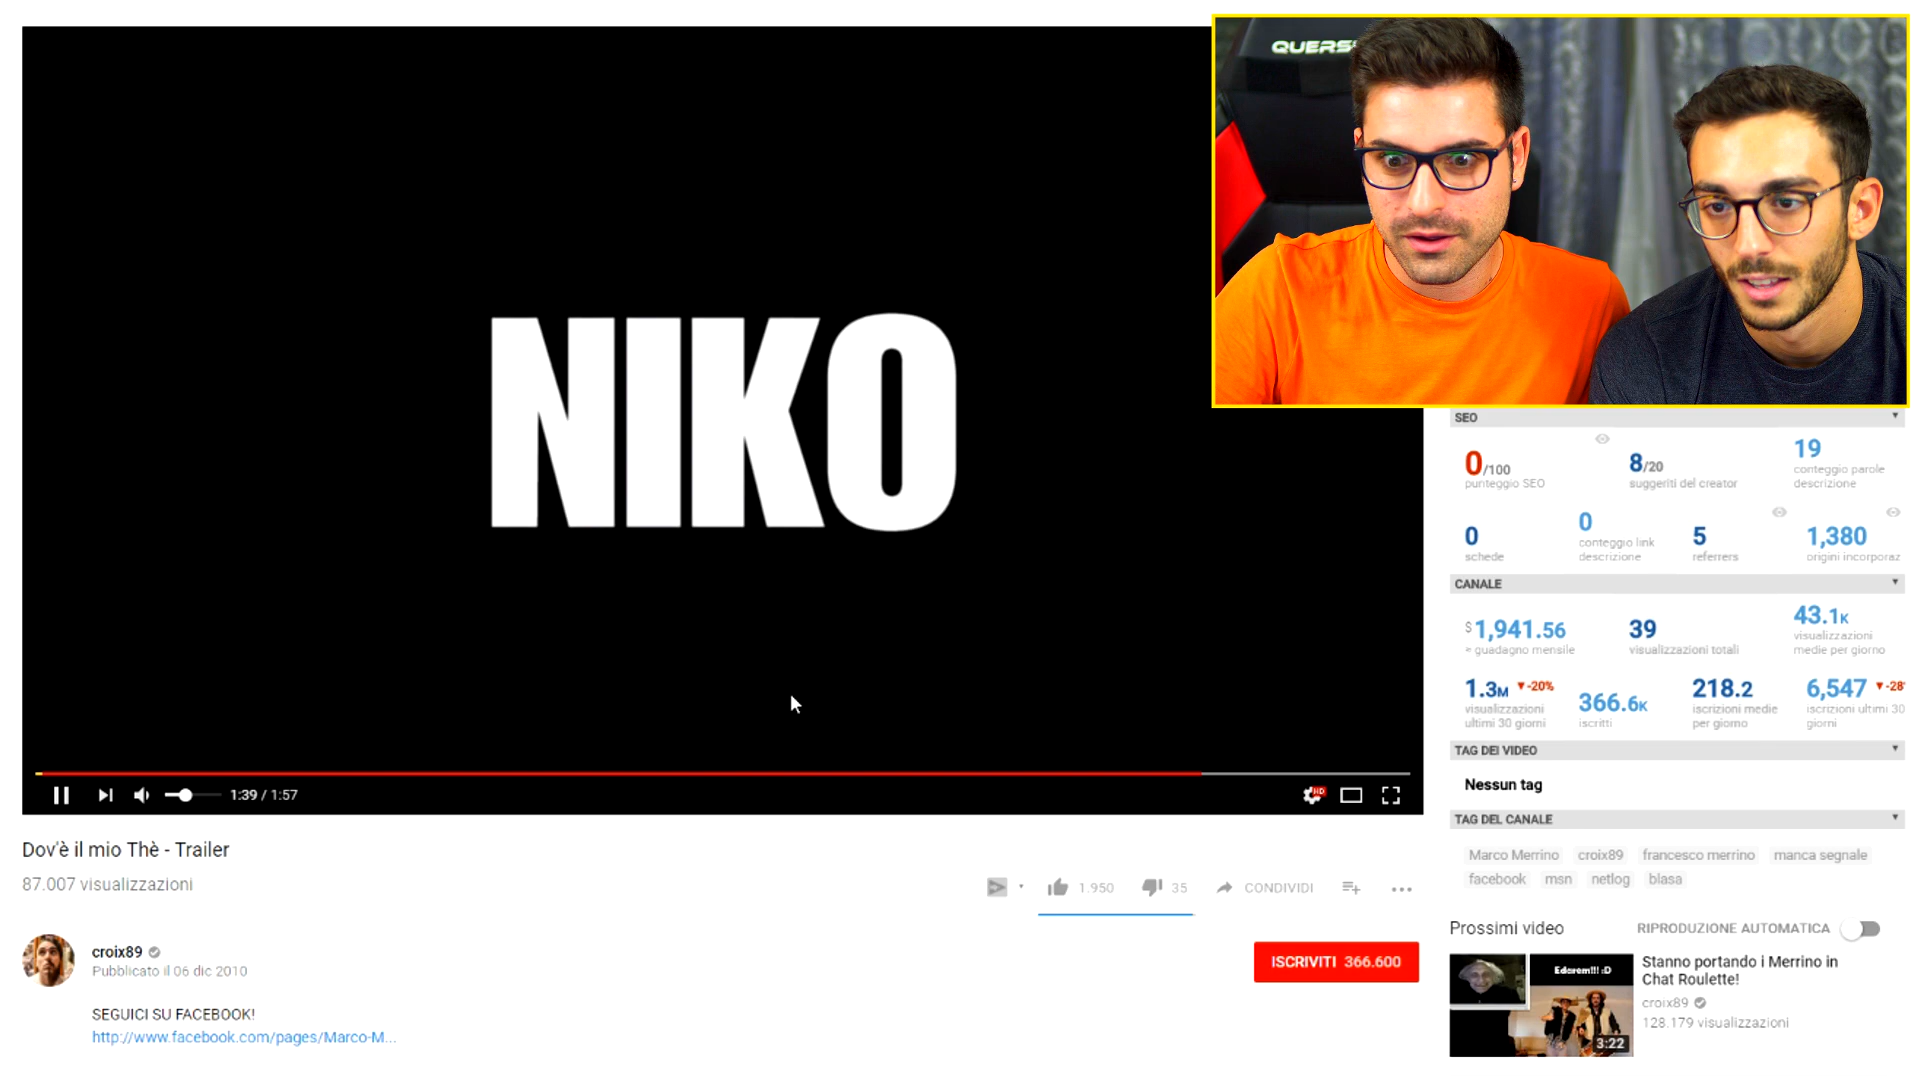 QUERS
NIKO
1:39 / 1:57
HD
Dov'è il mio Thè - Trailer
87.007 visualizzazioni
1.950
35
CONDIVIDI
croix89
Pubblicato il 06 dic 2010
ISCRIVITI 366.600
SEGUICI SU FACEBOOK!
http://www.facebook.com/pages/Marco-M...
SEO
0/100
punteggio SEO
8/20
suggeriti del creator
19
conteggio parole
descrizione
0
schede
0
conteggio link
descrizione
5
referrers
1,380
origini incorporaz
CANALE
$1,941.56
≈ guadagno mensile
39
visualizzazioni totali
43.1K
visualizzazioni
medie per giorno
1.3M ▼-20%
visualizzazioni
ultimi 30 giorni
366.6K
iscritti
218.2
iscrizioni medie
per giorno
6,547 ▼-28
iscrizioni ultimi 30
giorni
TAG DEI VIDEO
Nessun tag
TAG DEL CANALE
Marco Merrino croix89 francesco merrino manca segnale
facebook msn netlog blasa
Prossimi video
RIPRODUZIONE AUTOMATICA
Edaram!!! :D
3:22
Stanno portando i Merrino in
Chat Roulette!
croix89
128.179 visualizzazioni